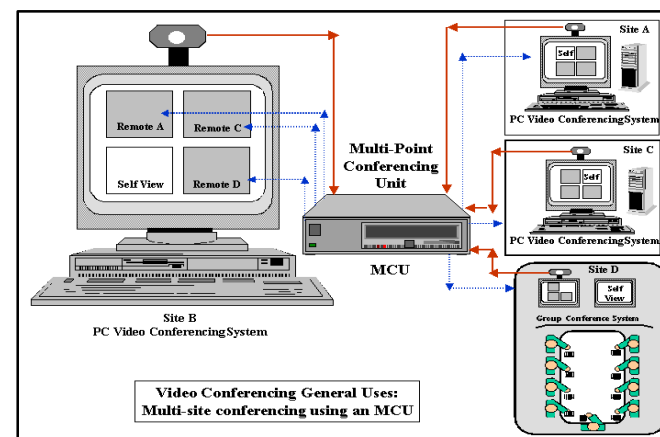 Site A
Self
PC Video ConferencingSystem
Remote A
Remote C
Self View
Remote D
Multi-Point
Conferencing
Unit
MCU
Site C
Self
PC Video ConferencingSystem
Site D
Self
View
Group Conference System
Site B
PC Video ConferencingSystem
Video Conferencing General Uses:
Multi-site conferencing using an MCU